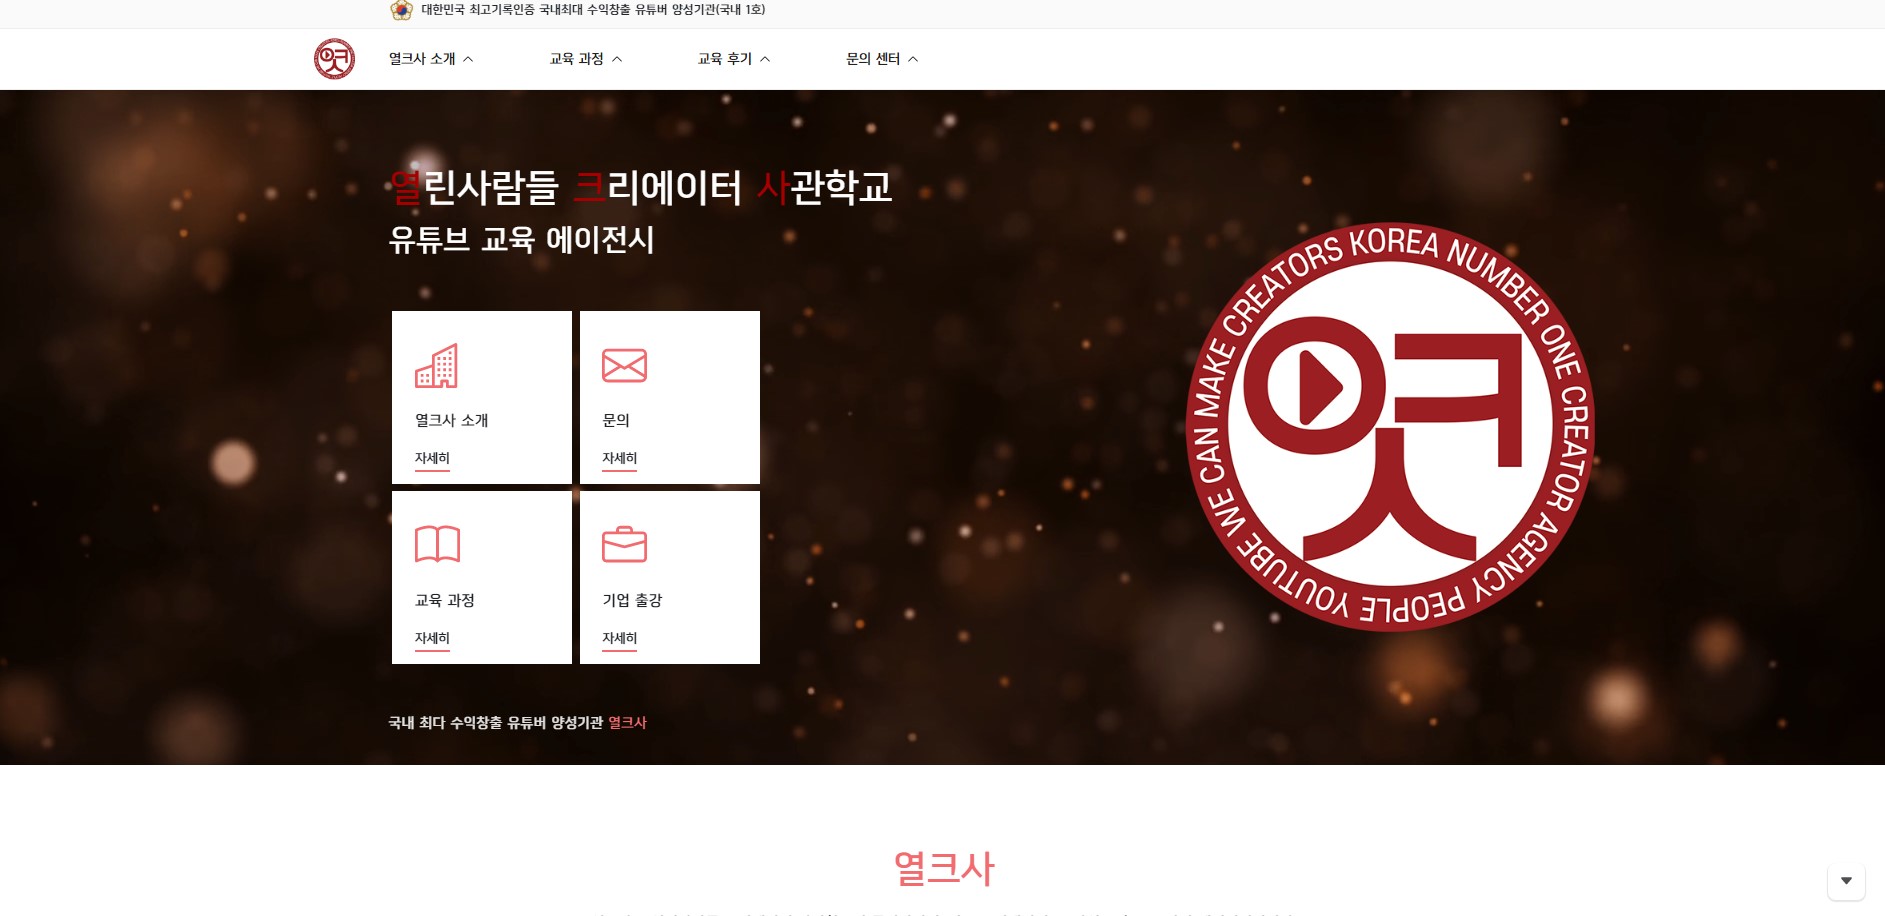 대한민국 최고기록인증 국내최대 수익창출 유튜버 양성기관(국내 1호)
열크사 소개
교육 과정
교육 후기
문의 센터
열린사람들 크리에이터 사관학교
유튜브 교육 에이전시
열크사 소개
자세히
문의
자세히
교육 과정
자세히
기업 출강
자세히
국내 최다 수익창출 유튜버 양성기관 열크사
YOUTUBE WE CAN MAKE CREATORS KOREA NUMBER ONE CREATOR AGENCY PEOPLE
열크사